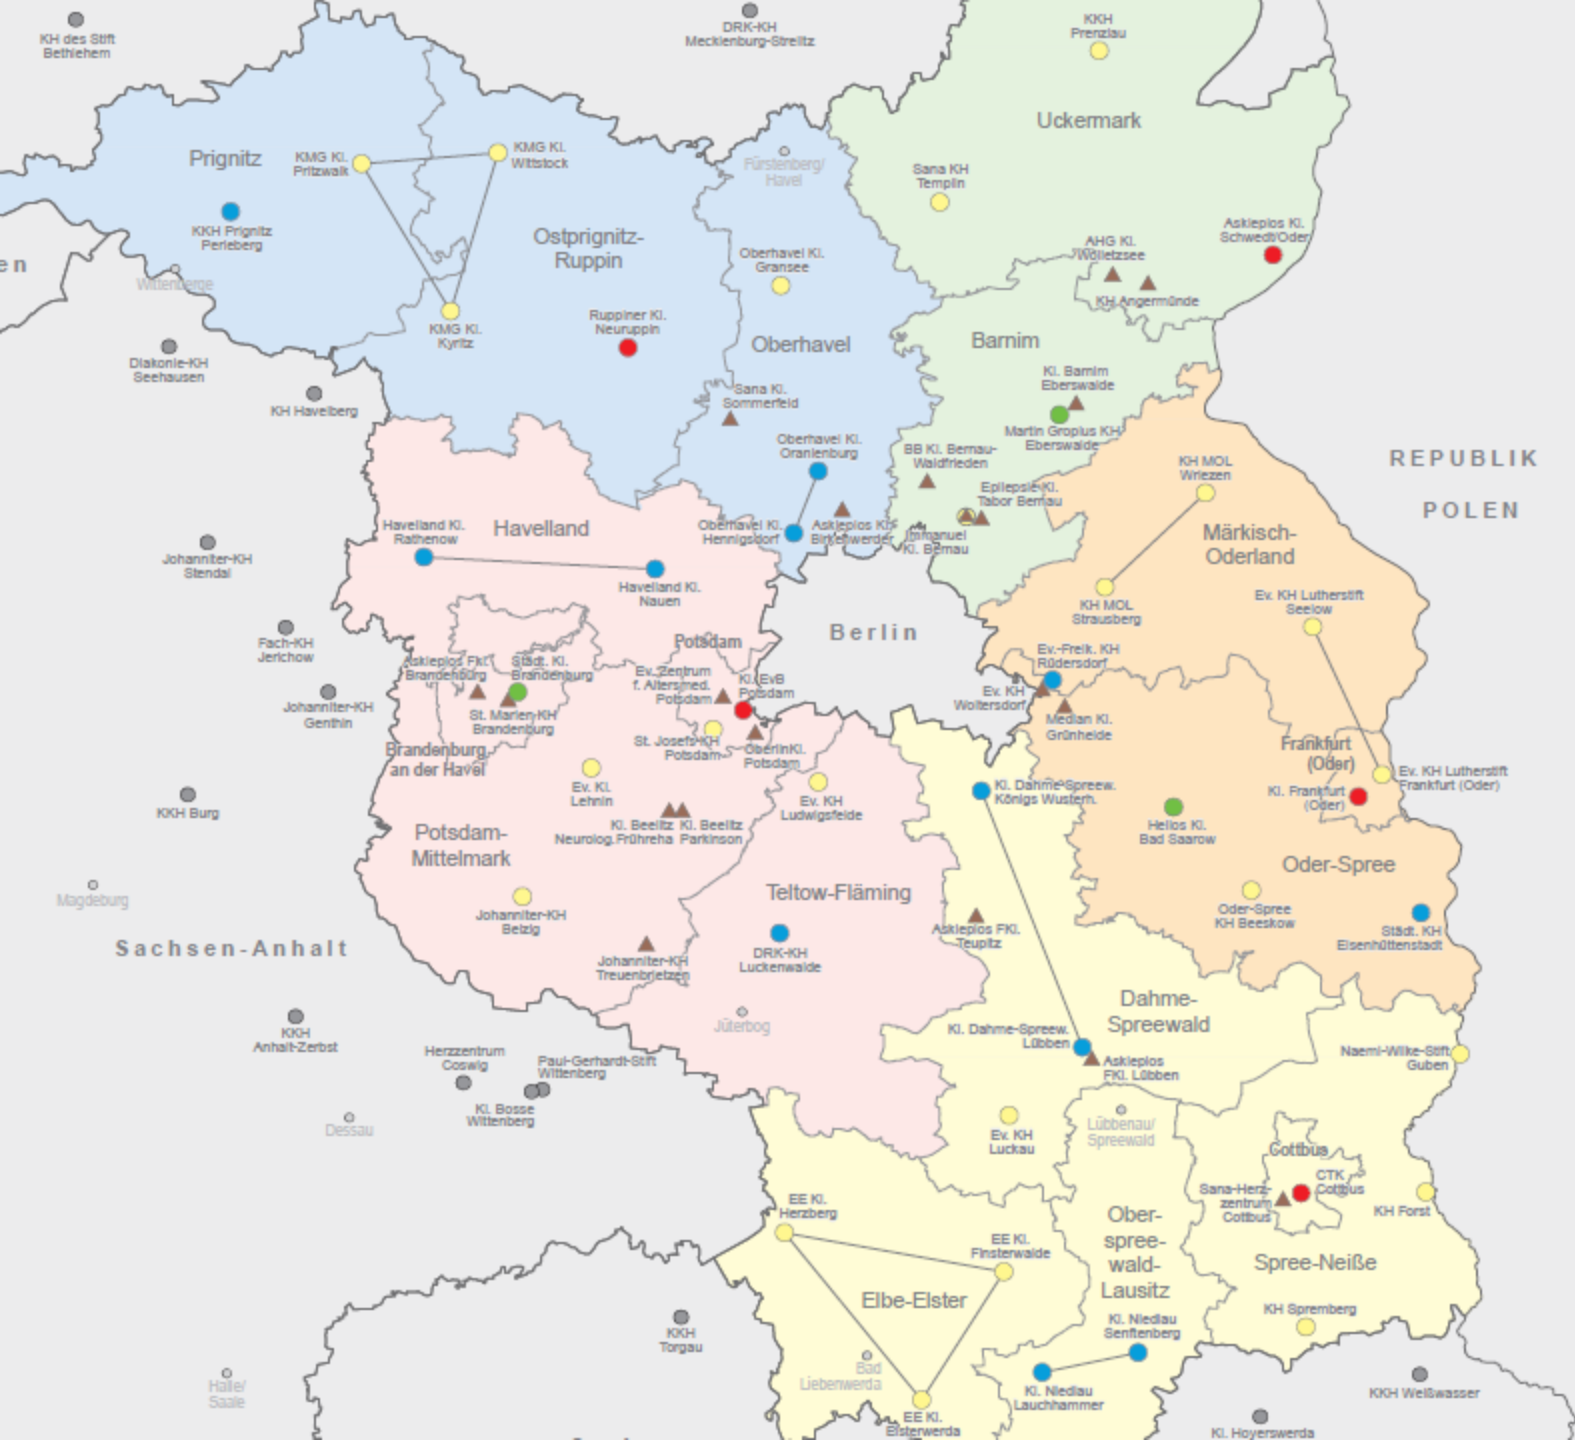 KH des Stift
Bethlehem
DRK-KH
Mecklenburg-Strelitz
KKH
Prenzlau
Uckermark
Prignitz
KMG Kl.
Pritzwalk
KMG Kl.
Wittstock
Fürstenberg/
Havel
Sana KH
Templin
KKH Prignitz
Perleberg
Ostprignitz-
Ruppin
Asklepios Kl.
Schwedt/Oder
AHG Kl.
Wolletzsee
Oberhavel Kl.
Gransee
en
Wittenberge
KH Angermünde
Ruppiner Kl.
Neuruppin
KMG Kl.
Kyritz
Oberhavel
Barnim
Diakonie-KH
Seehausen
Kl. Barnim
Eberswalde
Sana Kl.
Sommerfeld
KH Havelberg
Martin Gropius KH
Eberswalde
Oberhavel Kl.
Oranienburg
BB Kl. Bernau-
Waldfrieden
KH MOL
Wriezen
REPUBLIK
POLEN
Epilepsie-Kl.
Tabor Bernau
Havelland Kl.
Rathenow
Havelland
Oberhavel Kl.
Hennigsdorf
Asklepios Kl.
Birkenwerder
Immanuel
Kl. Bernau
Märkisch-
Oderland
Johanniter-KH
Stendal
Havelland Kl.
Nauen
KH MOL
Strausberg
Ev. KH Lutherstift
Seelow
Berlin
Fach-KH
Jerichow
Potsdam
Asklepios Fkl.
Brandenburg
Städt. Kl.
Brandenburg
Ev. Zentrum
f. Altersmed.
Potsdam
Kl. EvB
Potsdam
Ev.-Freik. KH
Rüdersdorf
Ev. KH
Woltersdorf
Johanniter-KH
Genthin
St. Marien-KH
Brandenburg
Median Kl.
Grünheide
St. Josefs-KH
Potsdam
OberlinKl.
Potsdam
Brandenburg
an der Havel
Frankfurt
(Oder)
Ev. KH Lutherstift
Frankfurt (Oder)
Ev. Kl.
Lehnin
Ev. KH
Ludwigsfelde
Kl. Dahme-Spreew.
Königs Wusterh.
Kl. Frankfurt
(Oder)
KKH Burg
Kl. Beelitz
Neurolog.Frühreha
Kl. Beelitz
Parkinson
Helios Kl.
Bad Saarow
Potsdam-
Mittelmark
Oder-Spree
Magdeburg
Teltow-Fläming
Johanniter-KH
Belzig
Oder-Spree
KH Beeskow
Asklepios FKl.
Teupitz
Städt. KH
Eisenhüttenstadt
Sachsen-Anhalt
DRK-KH
Luckenwalde
Johanniter-KH
Treuenbrietzen
Dahme-
Spreewald
Jüterbog
KKH
Anhalt-Zerbst
Kl. Dahme-Spreew.
Lübben
Herzzentrum
Coswig
Paul-Gerhardt-Stift
Wittenberg
Asklepios
FKl. Lübben
Naemi-Wilke-Stift
Guben
Kl. Bosse
Wittenberg
Dessau
Ev. KH
Luckau
Lübbenau/
Spreewald
Cottbus
CTK
Cottbus
Sana-Herz-
zentrum
Cottbus
KH Forst
EE Kl.
Herzberg
EE Kl.
Finsterwalde
Ober-
spree-
wald-
Lausitz
Spree-Neiße
Elbe-Elster
KKH
Torgau
Kl. Niedlau
Senftenberg
KH Spremberg
Bad
Liebenwerda
Halle/
Saale
Kl. Niedlau
Lauchhammer
KKH Weißwasser
EE Kl.
Elsterwerda
Kl. Hoyerswerda